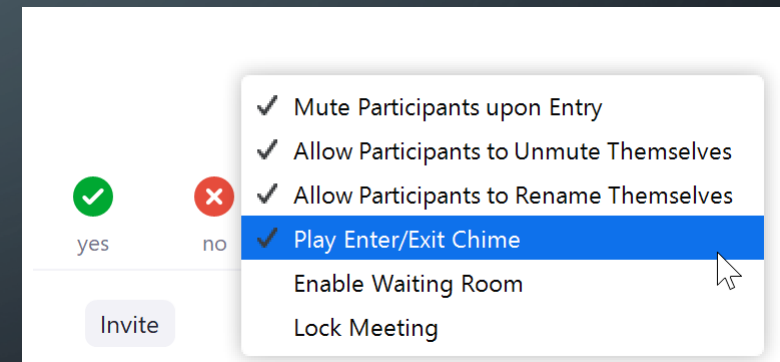 Mute Participants upon Entry
Allow Participants to Unmute Themselves
Allow Participants to Rename Themselves
Play Enter/Exit Chime
Enable Waiting Room
Lock Meeting
yes
no
Invite